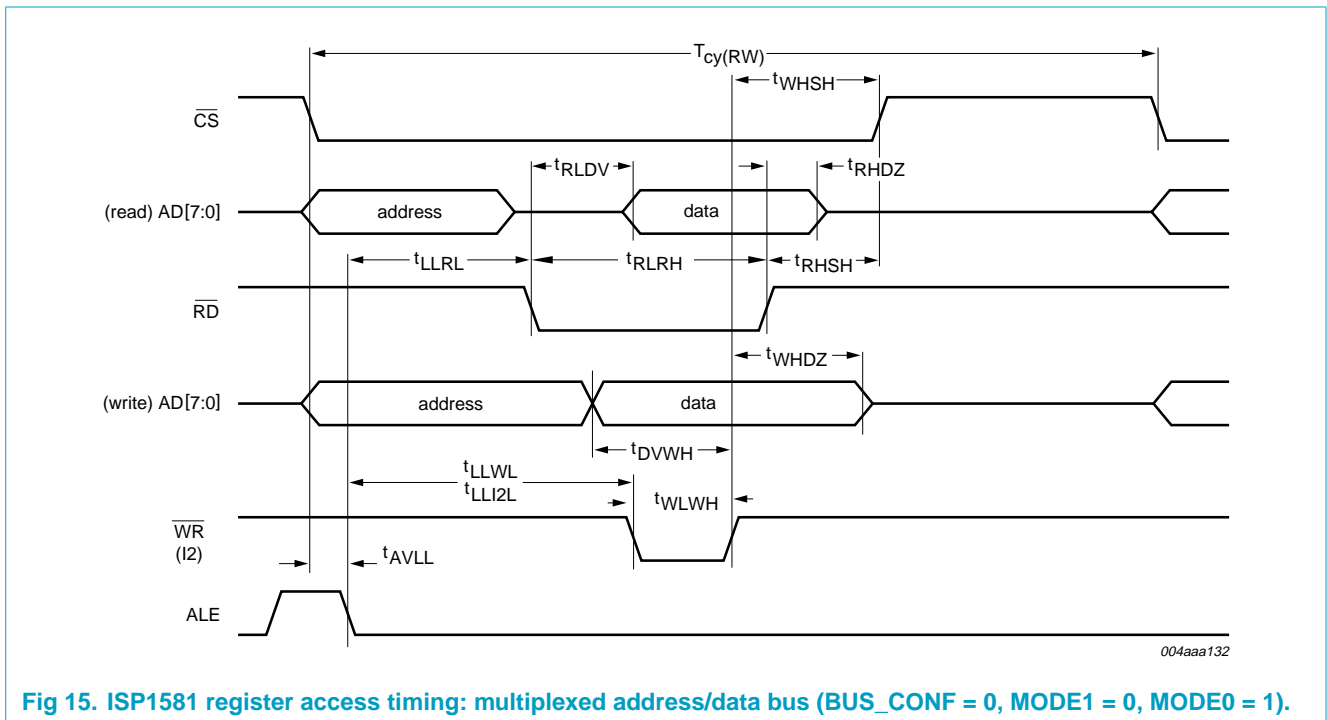 Tcy(RW)
tWHSH
CS
tRLDV
tRHDZ
(read) AD[7:0]
address
data
tLLRL
tRLRH
tRHSH
RD
tWHDZ
(write) AD[7:0]
address
data
tDVWH
tLLWL
tLLI2L
tWLWH
WR
(I2)
tAVLL
ALE
004aaa132
Fig 15. ISP1581 register access timing: multiplexed address/data bus (BUS_CONF = 0, MODE1 = 0, MODE0 = 1).